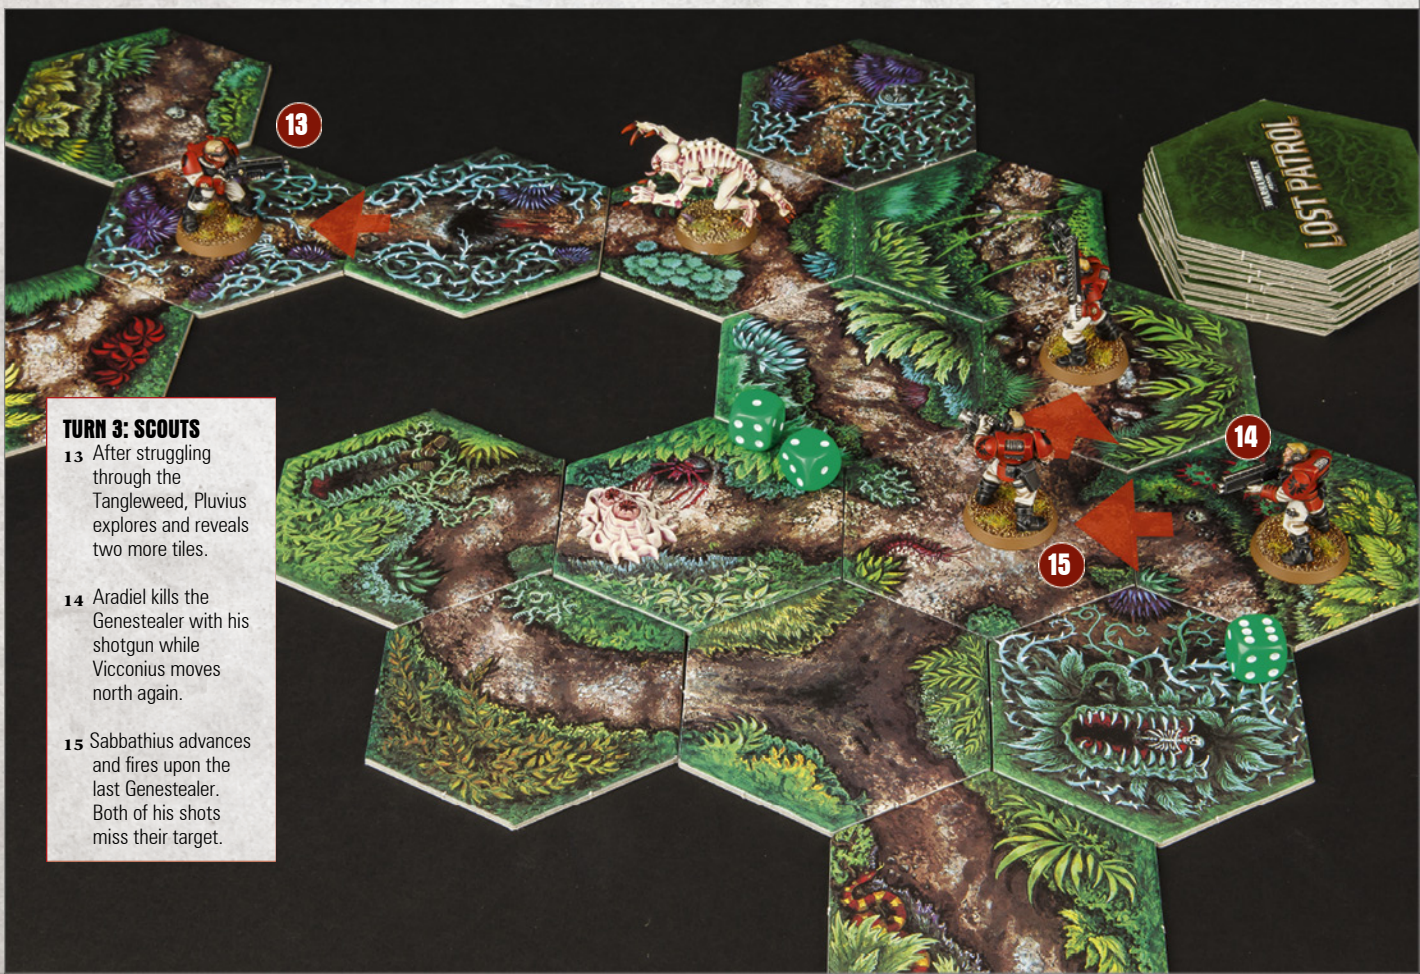 13
LOST PATROL
WARHAMMER
14
15
TURN 3: SCOUTS
13 After struggling
through the
Tangleweed, Pluvius
explores and reveals
two more tiles.
14 Aradiel kills the
Genestealer with his
shotgun while
Vicconius moves
north again.
15 Sabbathius advances
and fires upon the
last Genestealer.
Both of his shots
miss their target.